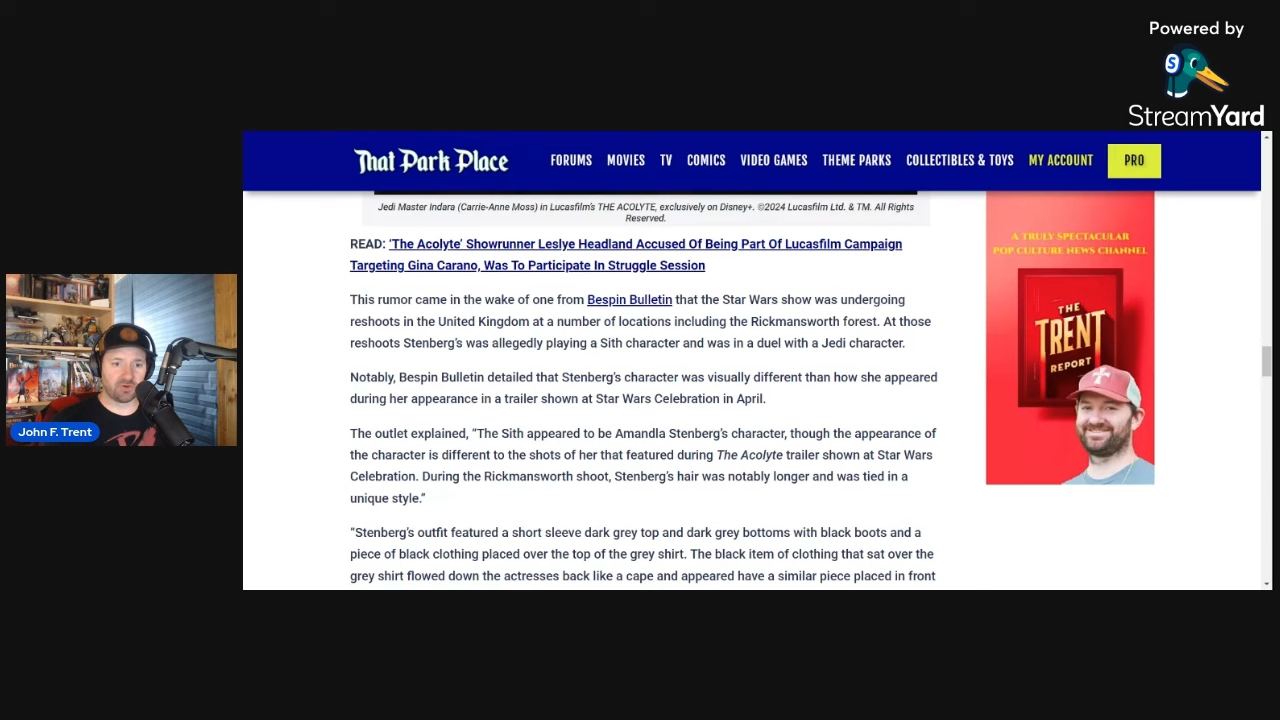 Powered by
S
StreamYard
That Park Place
FORUMS MOVIES TV COMICS VIDEO GAMES THEME PARKS COLLECTIBLES & TOYS MY ACCOUNT PRO
Jedi Master Indara (Carrie-Anne Moss) in Lucasfilm's THE ACOLYTE, exclusively on Disney+. ©2024 Lucasfilm Ltd. & TM. All Rights
Reserved.
READ: ‘The Acolyte’ Showrunner Leslye Headland Accused Of Being Part Of Lucasfilm Campaign
Targeting Gina Carano, Was To Participate In Struggle Session
This rumor came in the wake of one from Bespin Bulletin that the Star Wars show was undergoing
reshoots in the United Kingdom at a number of locations including the Rickmansworth forest. At those
reshoots Stenberg’s was allegedly playing a Sith character and was in a duel with a Jedi character.
Notably, Bespin Bulletin detailed that Stenberg’s character was visually different than how she appeared
during her appearance in a trailer shown at Star Wars Celebration in April.
The outlet explained, “The Sith appeared to be Amandla Stenberg’s character, though the appearance of
the character is different to the shots of her that featured during The Acolyte trailer shown at Star Wars
Celebration. During the Rickmansworth shoot, Stenberg’s hair was notably longer and was tied in a
unique style.”
“Stenberg’s outfit featured a short sleeve dark grey top and dark grey bottoms with black boots and a
piece of black clothing placed over the top of the grey shirt. The black item of clothing that sat over the
grey shirt flowed down the actresses back like a cape and appeared have a similar piece placed in front
A TRULY SPECTACULAR
POP CULTURE NEWS CHANNEL
THE
TRENT
REPORT
John F. Trent